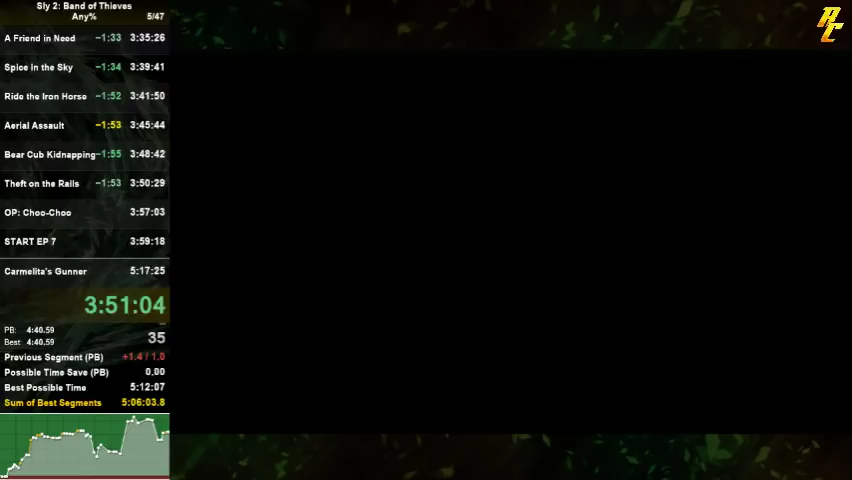 Sly 2: Band of Thieves
Any% 5/47
A Friend in Need −1:33 3:35:26
Spice in the Sky −1:34 3:39:41
Ride the Iron Horse −1:52 3:41:50
Aerial Assault −1:53 3:45:44
Bear Cub Kidnapping −1:55 3:48:42
Theft on the Rails −1:53 3:50:29
OP: Choo-Choo 3:57:03
START EP 7 3:59:18
Carmelita's Gunner 5:17:25
3:51:04
PB: 4:40.59
Best: 4:40.59
35
Previous Segment (PB) +1.4 / 1.0
Possible Time Save (PB) 0.00
Best Possible Time 5:12:07
Sum of Best Segments 5:06:03.8